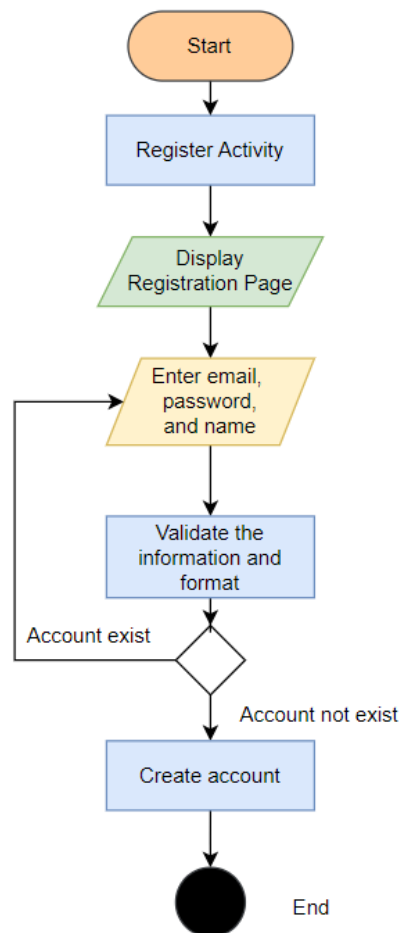 Start
Register Activity
Display
Registration Page
Enter email,
password,
and name
Validate the
information and
format
Account exist
Account not exist
Create account
End